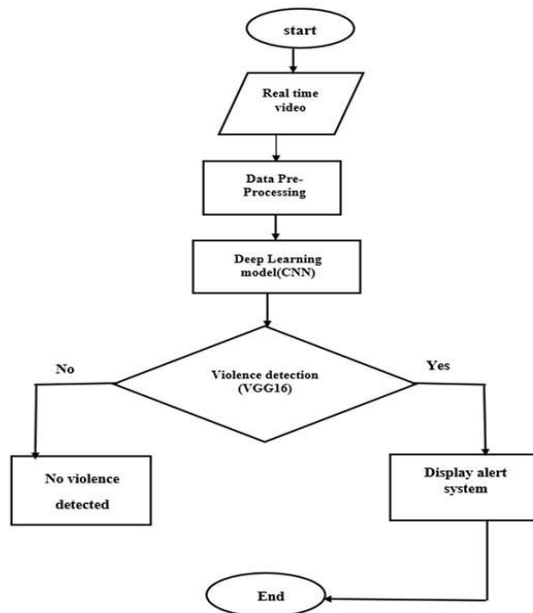 start
Real time
video
Data Pre-
Processing
Deep Learning
model(CNN)
No
Violence detection
(VGG16)
Yes
No violence
detected
Display alert
system
End